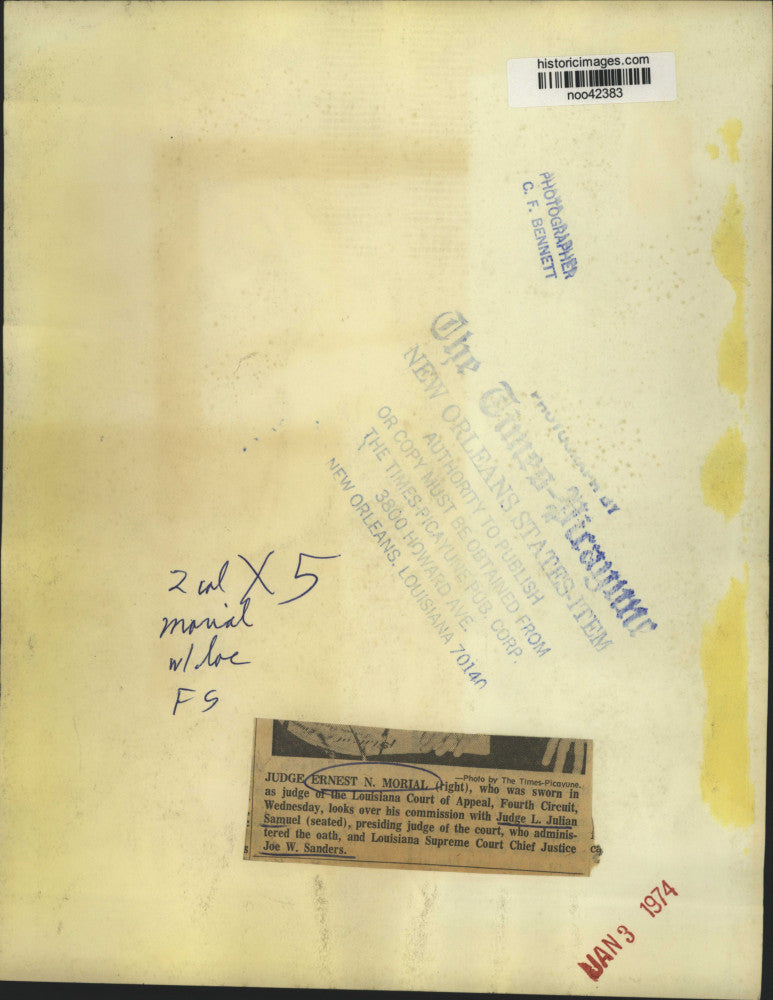 historicimages.com
noo42383
PHOTOGRAPHER
C. F. BENNETT
PHOTOGRAPH BY
The Times-Picayune
NEW ORLEANS STATES-ITEM
AUTHORITY TO PUBLISH
OR COPY MUST BE OBTAINED FROM
THE TIMES-PICAYUNE PUB. CORP.
3800 HOWARD AVE.
NEW ORLEANS, LOUISIANA 70140
2 col X 5
Morial
w/ loc
FS
—Photo by The Times-Picayune.
JUDGE ERNEST N. MORIAL (right), who was sworn in
as judge of the Louisiana Court of Appeal, Fourth Circuit,
Wednesday, looks over his commission with Judge L. Julian
Samuel (seated), presiding judge of the court, who adminis-
tered the oath, and Louisiana Supreme Court Chief Justice
Joe W. Sanders.
JAN 3 1974